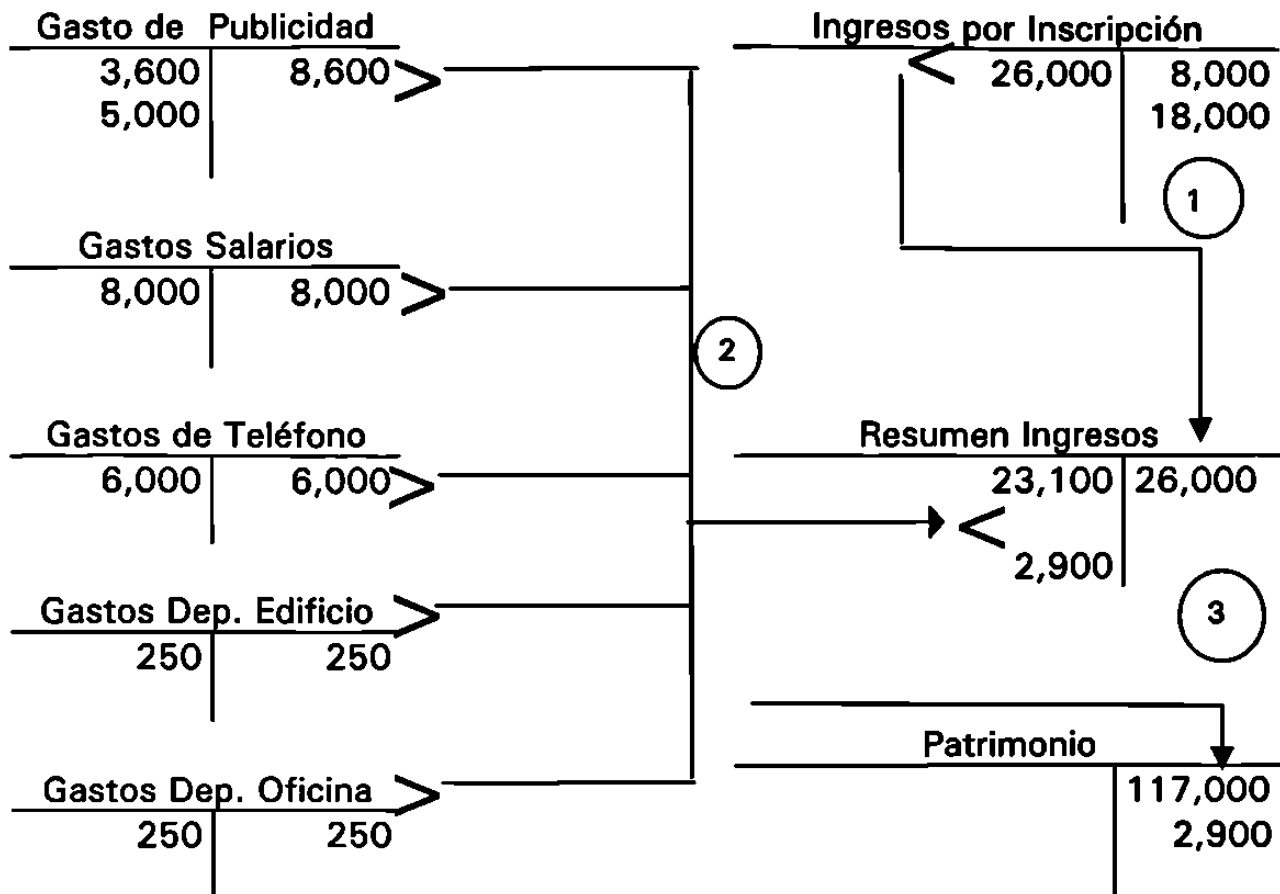 Gasto de Publicidad
3,600 8,600
5,000
Gastos Salarios
8,000 8,000
Gastos de Teléfono
6,000 6,000
Gastos Dep. Edificio
250 250
Gastos Dep. Oficina
250 250
2
Ingresos por Inscripción
26,000 8,000
18,000
1
Resumen Ingresos
23,100 26,000
2,900
3
Patrimonio
117,000
2,900